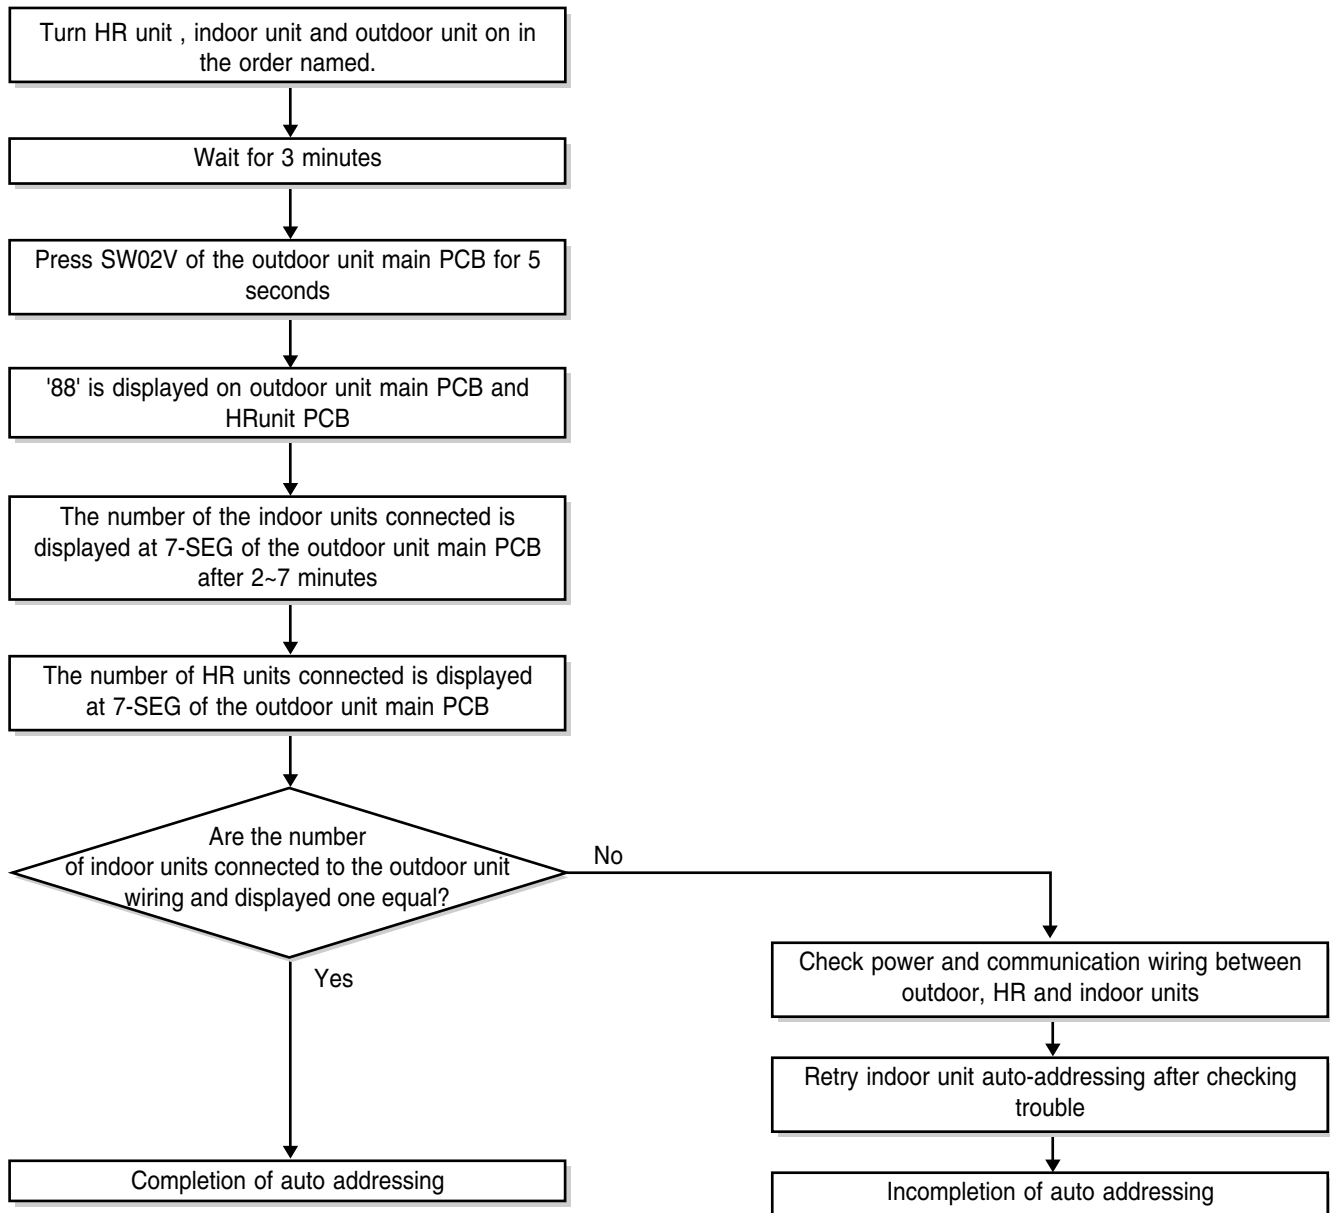 Turn HR unit , indoor unit and outdoor unit on in
the order named.
Wait for 3 minutes
Press SW02V of the outdoor unit main PCB for 5
seconds
'88' is displayed on outdoor unit main PCB and
HRunit PCB
The number of the indoor units connected is
displayed at 7-SEG of the outdoor unit main PCB
after 2~7 minutes
The number of HR units connected is displayed
at 7-SEG of the outdoor unit main PCB
Are the number
of indoor units connected to the outdoor unit
wiring and displayed one equal?
No
Yes
Check power and communication wiring between
outdoor, HR and indoor units
Retry indoor unit auto-addressing after checking
trouble
Completion of auto addressing
Incompletion of auto addressing